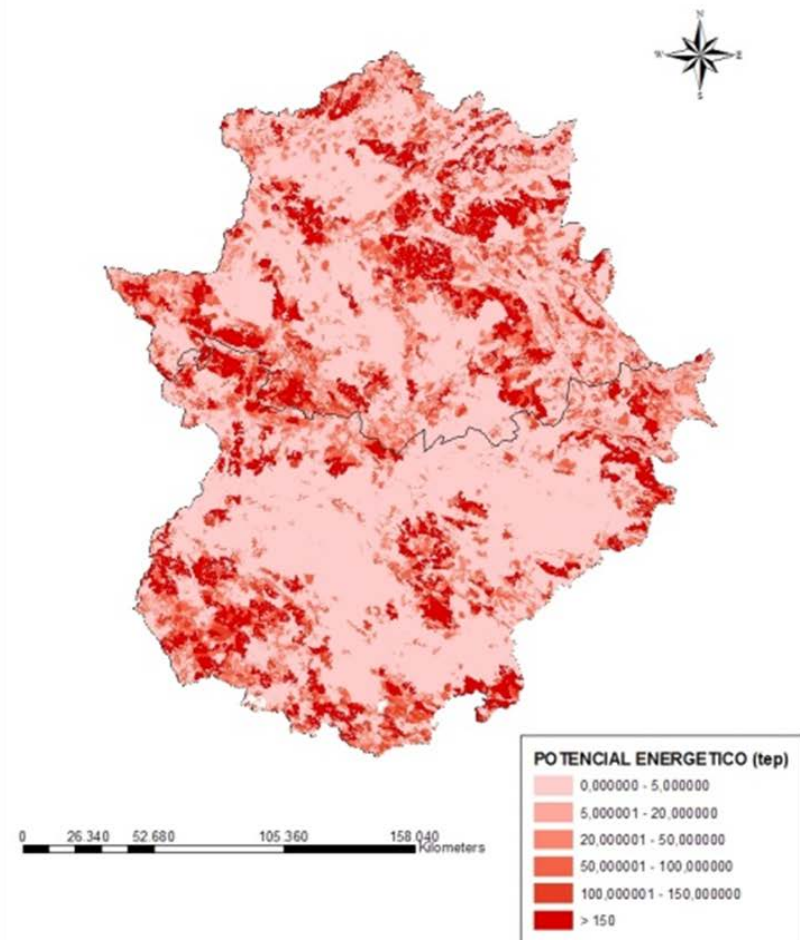 N
W E
S
POTENCIAL ENERGETICO (tep)
0,000000 - 5,000000
5,000001 - 20,000000
20,000001 - 50,000000
50,000001 - 100,000000
100,000001 - 150,000000
> 150
0 26.340 52.680 105.360 158.040
Kilometers